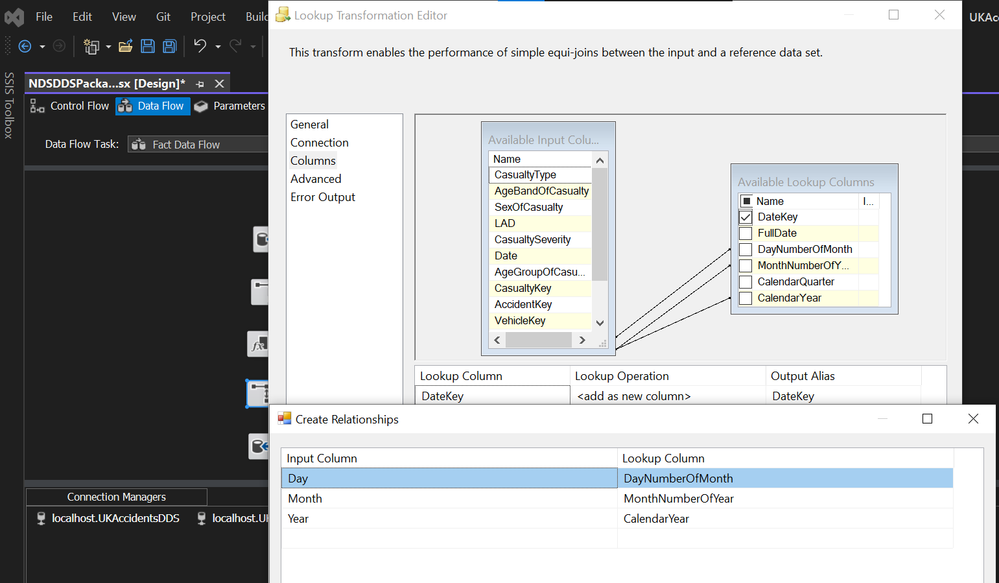 File Edit View Git Project Build
Lookup Transformation Editor
UKAcc
This transform enables the performance of simple equi-joins between the input and a reference data set.
SSIS Toolbox
NDSDDSPacka...sx [Design]*
Control Flow Data Flow Parameters
Data Flow Task: Fact Data Flow
General
Connection
Columns
Advanced
Error Output
Available Input Colu...
Name
CasualtyType
AgeBandOfCasualty
SexOfCasualty
LAD
CasualtySeverity
Date
AgeGroupOfCasu...
CasualtyKey
AccidentKey
VehicleKey
Available Lookup Columns
Name I...
DateKey
FullDate
DayNumberOfMonth
MonthNumberOfY...
CalendarQuarter
CalendarYear
fx
Lookup Column Lookup Operation Output Alias
DateKey <add as new column> DateKey
Create Relationships
Input Column Lookup Column
Day DayNumberOfMonth
Month MonthNumberOfYear
Year CalendarYear
Connection Managers
localhost.UKAccidentsDDS localhost.UK